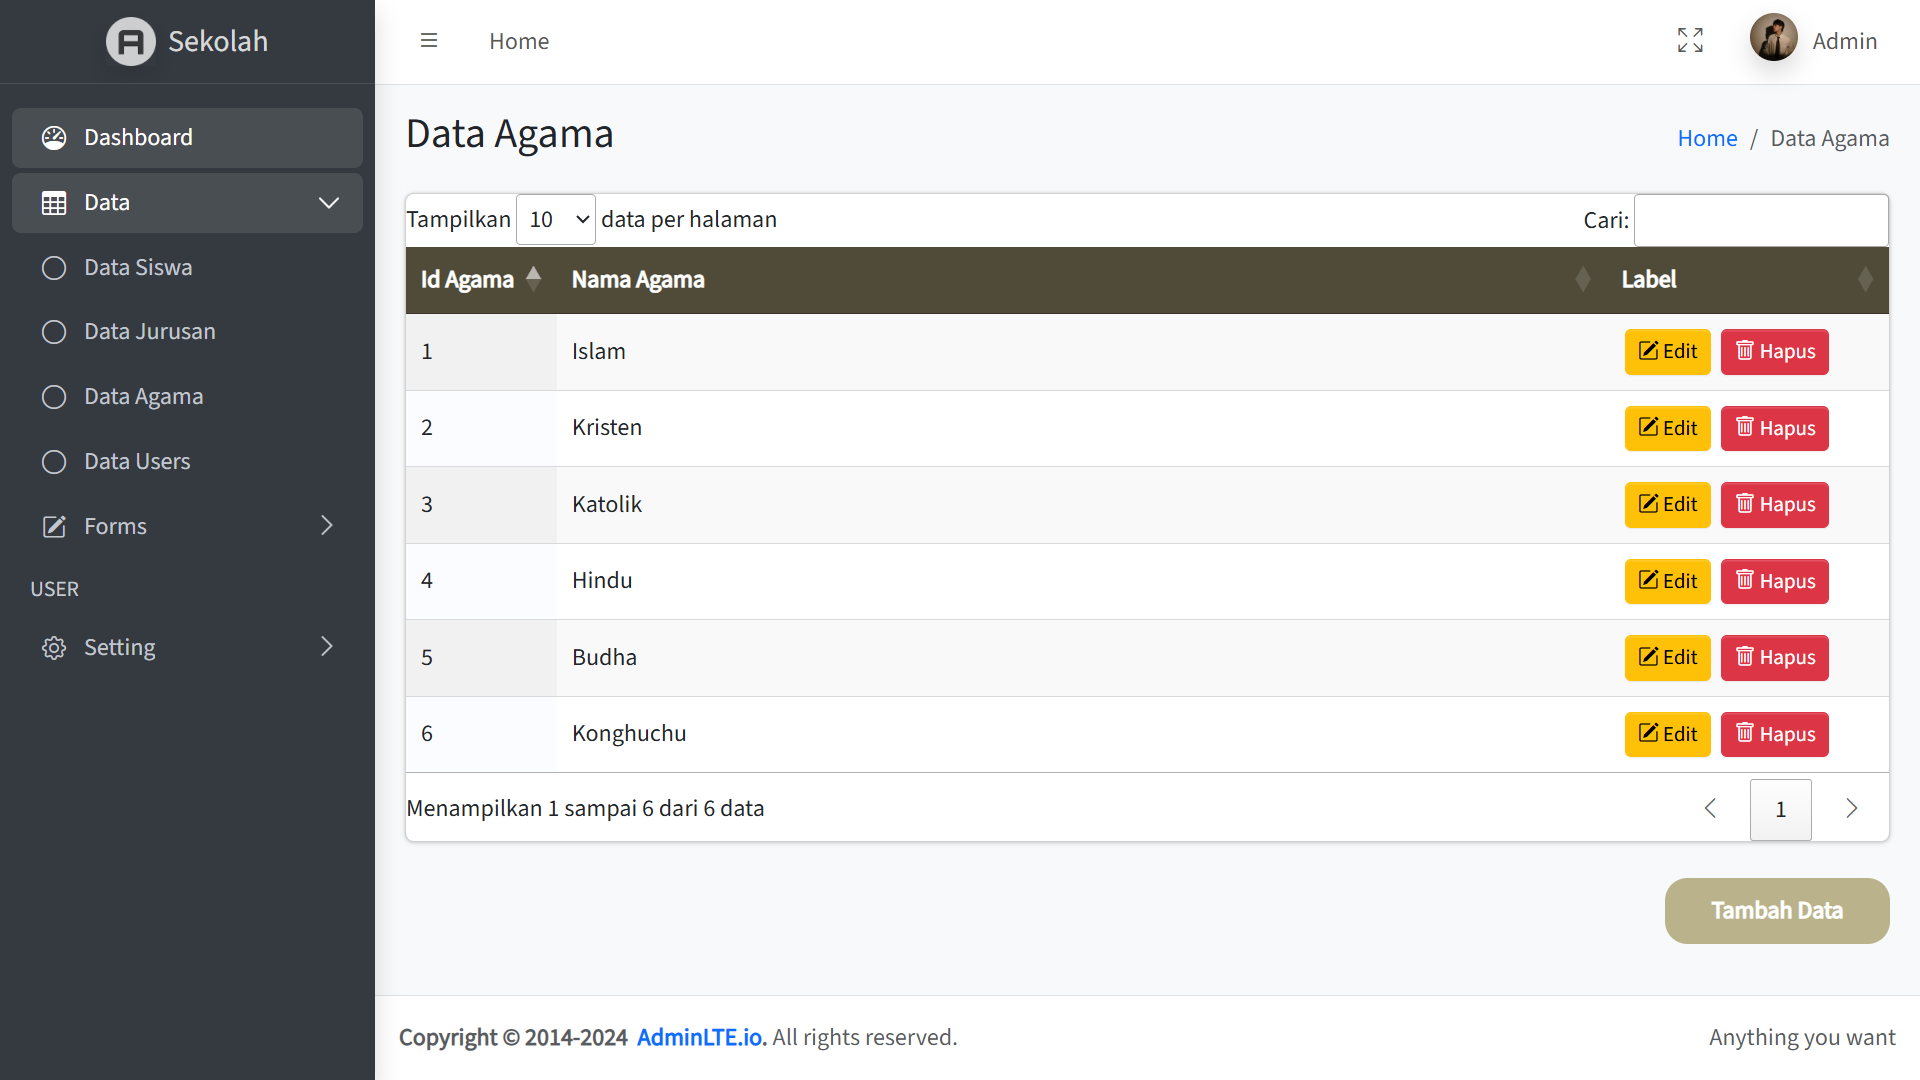 Sekolah
Home
Admin
Dashboard
Data
Data Siswa
Data Jurusan
Data Agama
Data Users
Forms
USER
Setting
Data Agama
Home / Data Agama
Tampilkan 10 data per halaman
Cari:
Id Agama Nama Agama Label
1 Islam Edit Hapus
2 Kristen Edit Hapus
3 Katolik Edit Hapus
4 Hindu Edit Hapus
5 Budha Edit Hapus
6 Konghuchu Edit Hapus
Menampilkan 1 sampai 6 dari 6 data
1
Tambah Data
Copyright © 2014-2024 AdminLTE.io. All rights reserved.
Anything you want